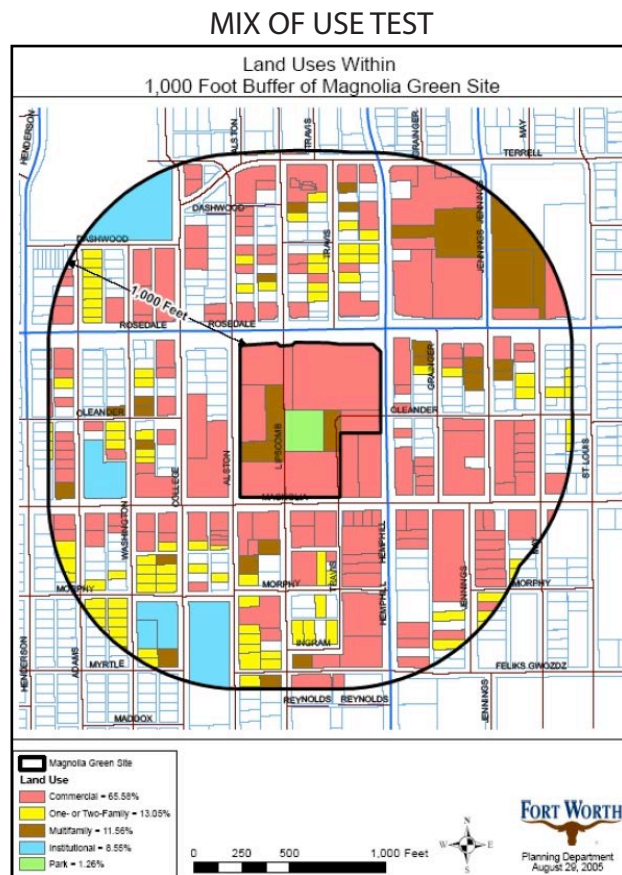 MIX OF USE TEST
Land Uses Within
1,000 Foot Buffer of Magnolia Green Site
HENDERSON
ALSTON
TRAVIS
GRAINGER
MAY
TERRELL
DASHWOOD
DASHWOOD
TRAVIS
JENNINGS
JENNINGS
1,000 Feet
ROSEDALE
ROSEDALE
GRAINGER
OLEANDER
OLEANDER
LIPSCOMB
ALSTON
COLLEGE
WASHINGTON
ST LOUIS
MAGNOLIA
HEMPHILL
MAY
MORPHY
MORPHY
MORPHY
TRAVIS
JENNINGS
HEMPHILL
INGRAM
HENDERSON
ADAMS
MYRTLE
FELIKS GWOZDZ
REYNOLDS
REYNOLDS
JENNINGS
MADDOX
Magnolia Green Site
Land Use
Commercial = 65.58%
One- or Two-Family = 13.05%
Multifamily = 11.56%
Institutional = 8.55%
Park = 1.26%
0 250 500 1,000 Feet
N
W E
S
FORT WORTH
Planning Department
August 29, 2005